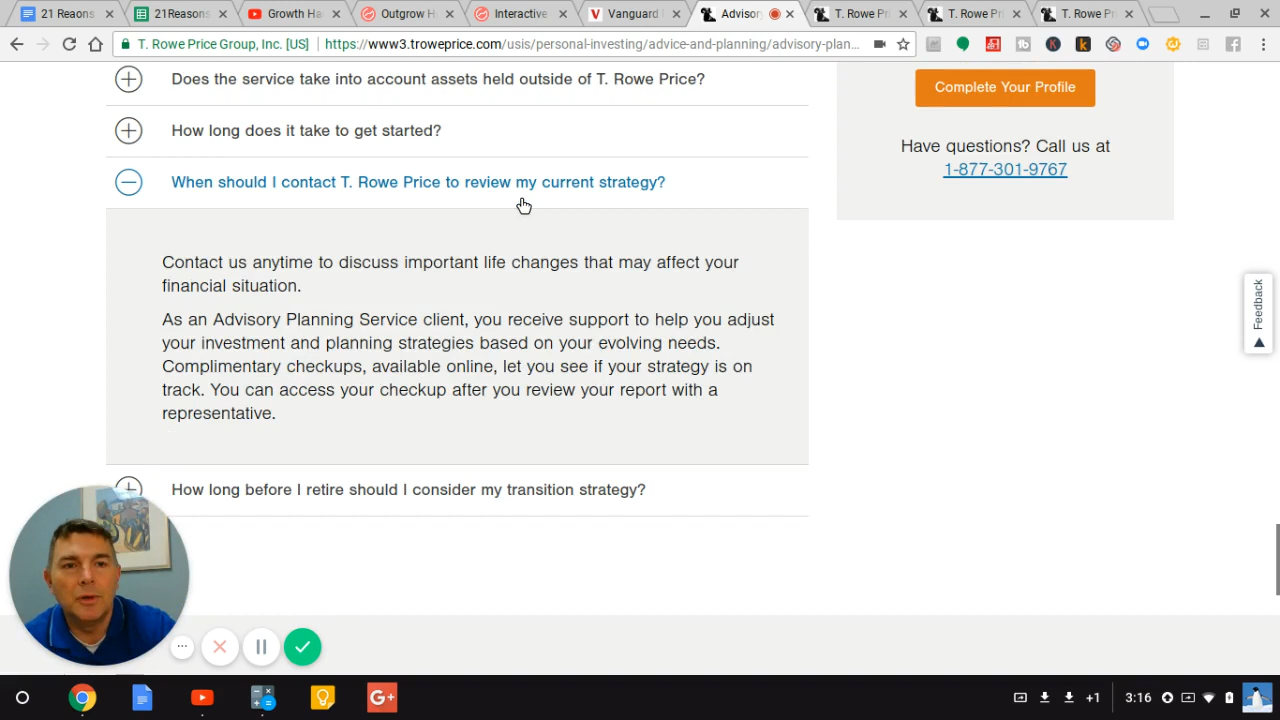 21 Reaons
21Reasons
Growth Ha
Outgrow H
Interactive
Vanguard
Advisory
T. Rowe Pr
T. Rowe Pri
T. Rowe Pr
T. Rowe Price Group, Inc. [US]
https://www3.troweprice.com/usis/personal-investing/advice-and-planning/advisory-plan...
Does the service take into account assets held outside of T. Rowe Price?
How long does it take to get started?
When should I contact T. Rowe Price to review my current strategy?
Contact us anytime to discuss important life changes that may affect your
financial situation.
As an Advisory Planning Service client, you receive support to help you adjust
your investment and planning strategies based on your evolving needs.
Complimentary checkups, available online, let you see if your strategy is on
track. You can access your checkup after you review your report with a
representative.
How long before I retire should I consider my transition strategy?
Complete Your Profile
Have questions? Call us at
1-877-301-9767
Feedback
G+
+1
3:16